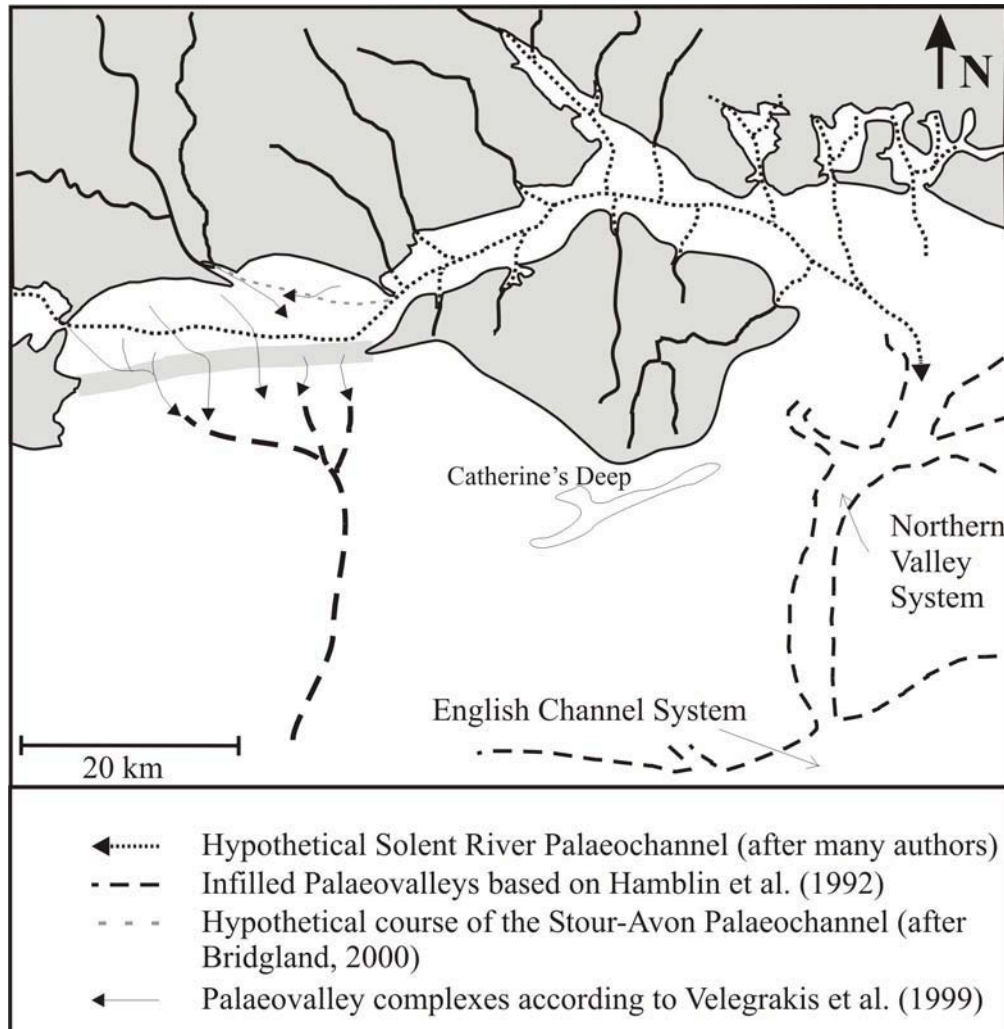 N
Catherine's Deep
Northern
Valley
System
English Channel System
20 km
Hypothetical Solent River Palaeochannel (after many authors)
Infilled Palaeovalleys based on Hamblin et al. (1992)
Hypothetical course of the Stour-Avon Palaeochannel (after
Bridgland, 2000)
Palaeovalley complexes according to Velegrakis et al. (1999)